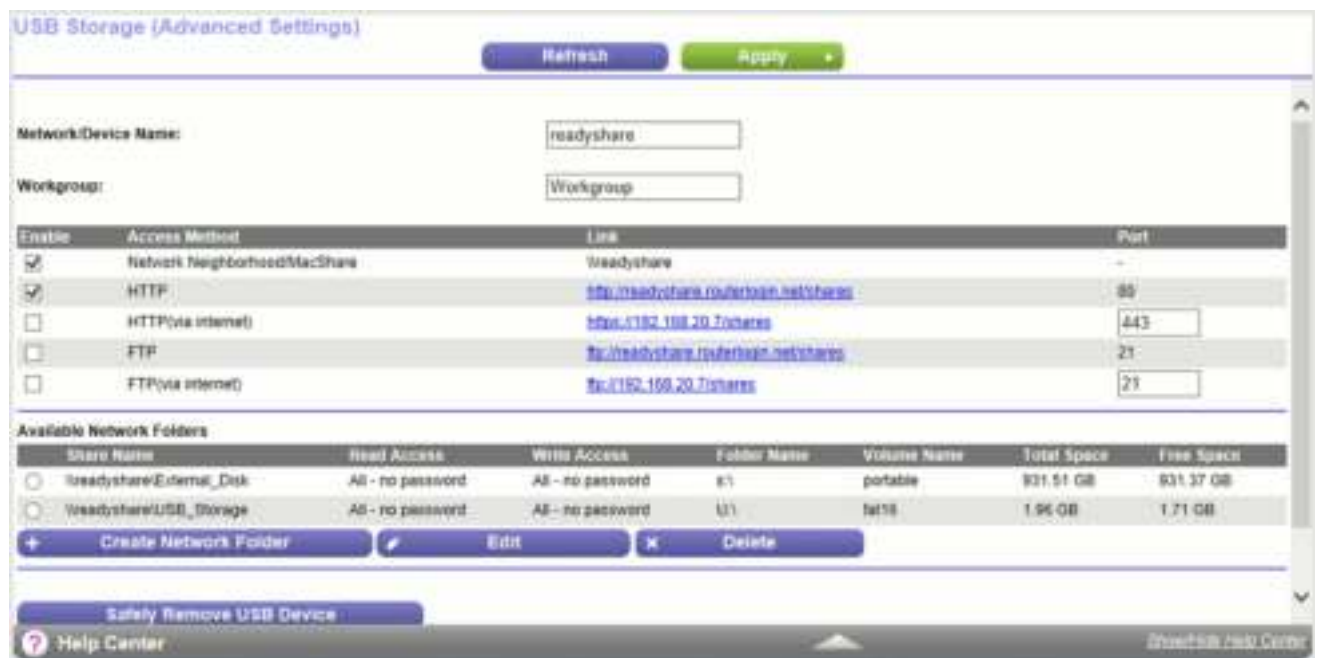 USB Storage (Advanced Settings)
Refresh Apply
Network/Device Name: readyshare
Workgroup: Workgroup
Enable Access Method Link Port
Network Neighborhood/MacShare \\readyshare -
HTTP http://readyshare.routerlogin.net/shares 80
HTTP(via internet) https://192.168.20.7/shares 443
FTP ftp://readyshare.routerlogin.net/shares 21
FTP(via internet) ftp://192.168.20.7/shares 21
Available Network Folders
Share Name Read Access Write Access Folder Name Volume Name Total Space Free Space
\\readyshare\External_Disk All - no password All - no password portable 931.51 GB 931.37 GB
\\readyshare\USB_Storage All - no password All - no password U:\ fat16 1.96 GB 1.71 GB
Create Network Folder Edit Delete
Safely Remove USB Device
Help Center Show/Hide Help Center